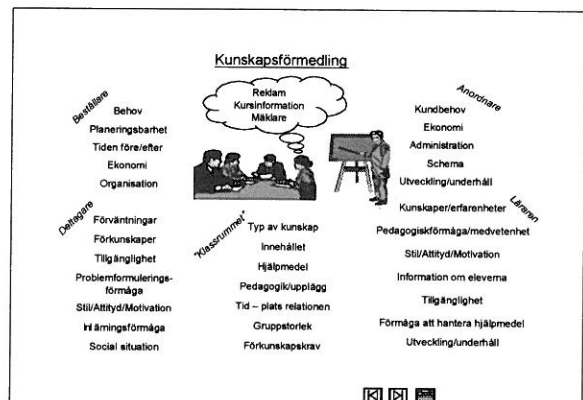 Kunskapsförmedling
Reklam
Kursinformation
Mäklare
Beställare
Behov
Planeringsbarhet
Tiden före/efter
Ekonomi
Organisation
Anordnare
Kundbehov
Ekonomi
Administration
Schema
Utveckling/underhåll
Deltagare
Förväntningar
Förkunskaper
Tillgänglighet
Problemformulerings-
förmåga
Stil/Attityd/Motivation
Inlärningsförmåga
Social situation
"Klassrummet"
Typ av kunskap
Innehållet
Hjälpmedel
Pedagogik/upplägg
Tid – plats relationen
Gruppstorlek
Förkunskapskrav
Läraren
Kunskaper/erfarenheter
Pedagogiskförmåga/medvetenhet
Stil/Attityd/Motivation
Information om eleverna
Tillgänglighet
Förmåga att hantera hjälpmedel
Utveckling/underhåll